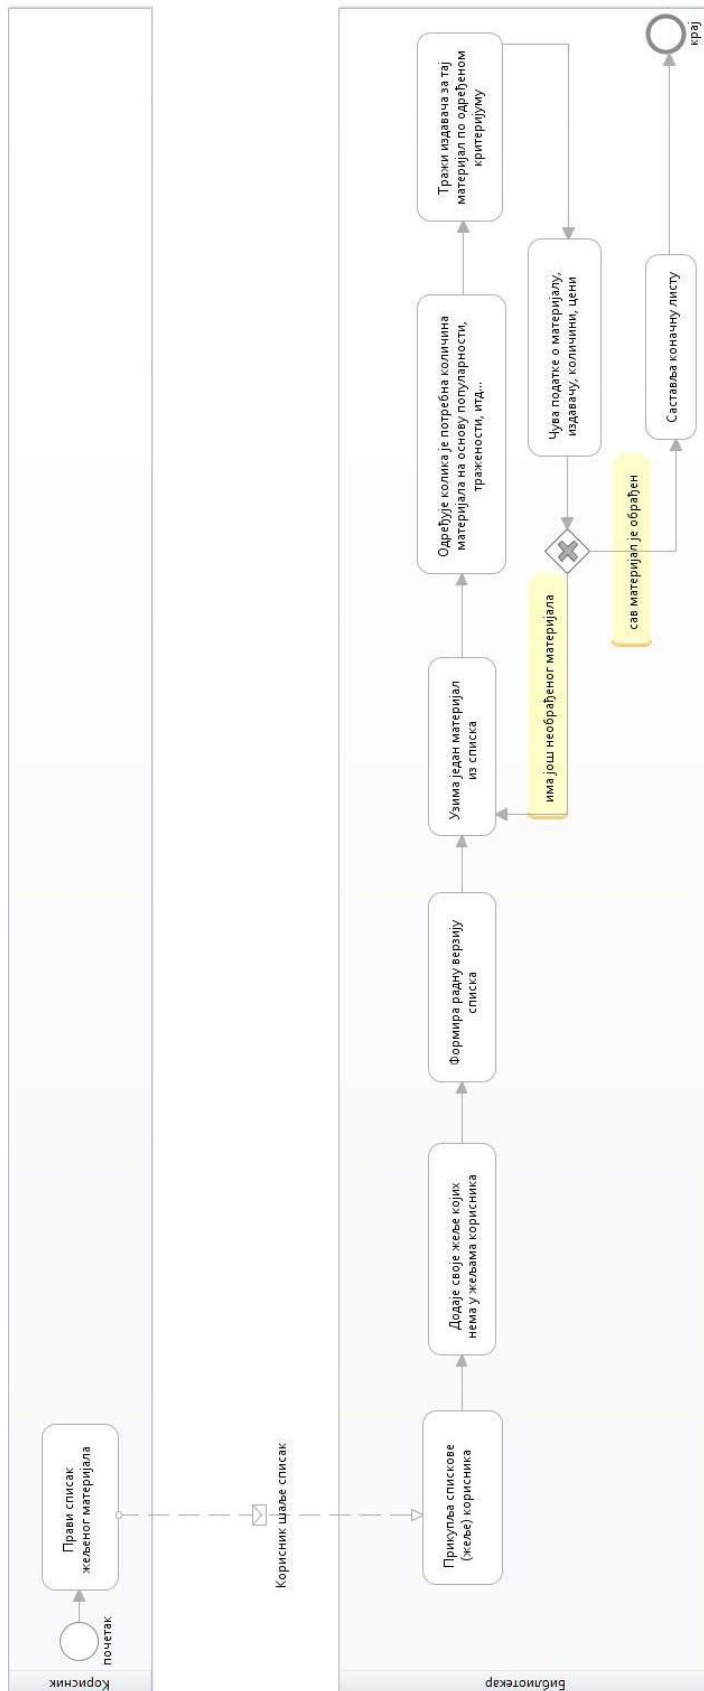 Корисник
почетак
Прави списак
жељеног материјала
Корисник шаље списак
Библиотекар
Прикупља спискове
(жеље) корисника
Додаје своје жеље којих
нема у жељама корисника
Формира радну верзију
списка
Узима један материјал
из списка
Одређује колика је потребна количина
материјала на основу популарности,
тражености, итд...
Тражи издавача за тај
материјал по одређеном
критеријуму
Чува податке о материјалу,
издавачу, количини, цени
има још необрађеног материјала
сав материјал је обрађен
Саставља коначну листу
крај